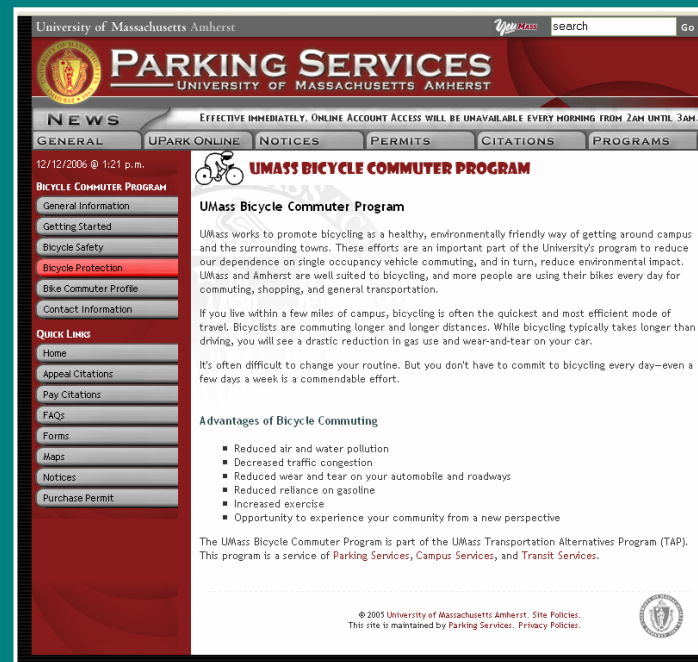 University of Massachusetts Amherst
YouMass
search
Go
PARKING SERVICES
UNIVERSITY OF MASSACHUSETTS AMHERST
NEWS
EFFECTIVE IMMEDIATELY, ONLINE ACCOUNT ACCESS WILL BE UNAVAILABLE EVERY MORNING FROM 2AM UNTIL 3AM.
GENERAL
UPARK ONLINE
NOTICES
PERMITS
CITATIONS
PROGRAMS
12/12/2006 @ 1:21 p.m.
BICYCLE COMMUTER PROGRAM
General Information
Getting Started
Bicycle Safety
Bicycle Protection
Bike Commuter Profile
Contact Information
QUICK LINKS
Home
Appeal Citations
Pay Citations
FAQs
Forms
Maps
Notices
Purchase Permit
UMASS BICYCLE COMMUTER PROGRAM
UMass Bicycle Commuter Program
UMass works to promote bicycling as a healthy, environmentally friendly way of getting around campus
and the surrounding towns. These efforts are an important part of the University's program to reduce
our dependence on single occupancy vehicle commuting, and in turn, reduce environmental impact.
UMass and Amherst are well suited to bicycling, and more people are using their bikes every day for
commuting, shopping, and general transportation.
If you live within a few miles of campus, bicycling is often the quickest and most efficient mode of
travel. Bicyclists are commuting longer and longer distances. While bicycling typically takes longer than
driving, you will see a drastic reduction in gas use and wear-and-tear on your car.
It's often difficult to change your routine. But you don't have to commit to bicycling every day—even a
few days a week is a commendable effort.
Advantages of Bicycle Commuting
Reduced air and water pollution
Decreased traffic congestion
Reduced wear and tear on your automobile and roadways
Reduced reliance on gasoline
Increased exercise
Opportunity to experience your community from a new perspective
The UMass Bicycle Commuter Program is part of the UMass Transportation Alternatives Program (TAP).
This program is a service of Parking Services, Campus Services, and Transit Services.
© 2005 University of Massachusetts Amherst. Site Policies.
This site is maintained by Parking Services. Privacy Policies.